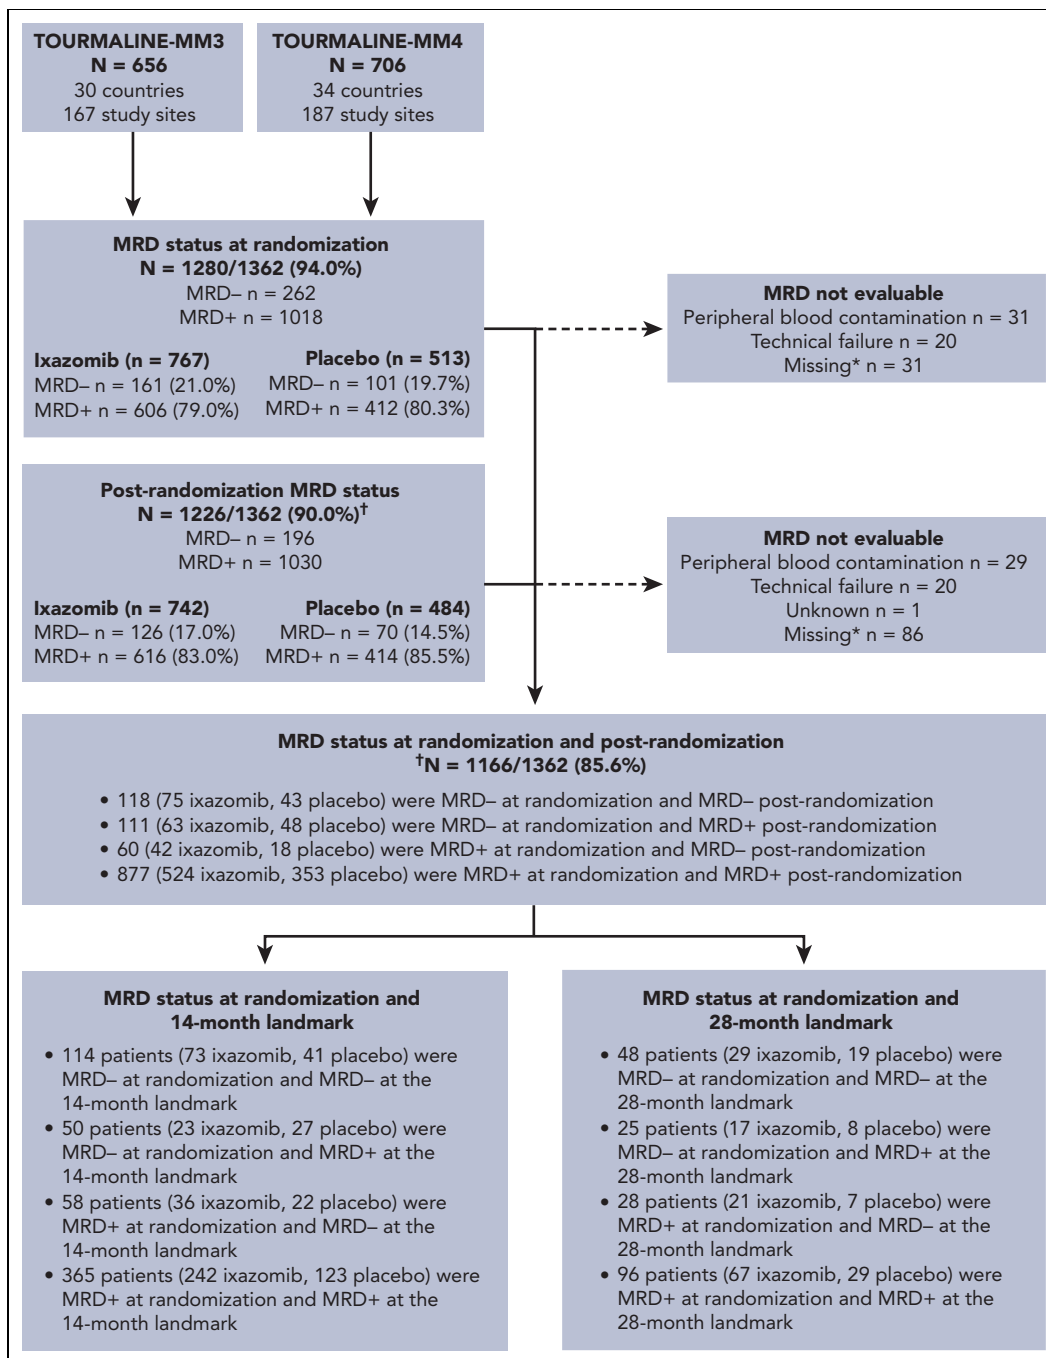 TOURMALINE-MM3
N = 656
30 countries
167 study sites
TOURMALINE-MM4
N = 706
34 countries
187 study sites
MRD status at randomization
N = 1280/1362 (94.0%)
MRD– n = 262
MRD+ n = 1018
Ixazomib (n = 767)
MRD– n = 161 (21.0%)
MRD+ n = 606 (79.0%)
Placebo (n = 513)
MRD– n = 101 (19.7%)
MRD+ n = 412 (80.3%)
MRD not evaluable
Peripheral blood contamination n = 31
Technical failure n = 20
Missing* n = 31
Post-randomization MRD status
N = 1226/1362 (90.0%)†
MRD– n = 196
MRD+ n = 1030
Ixazomib (n = 742)
MRD– n = 126 (17.0%)
MRD+ n = 616 (83.0%)
Placebo (n = 484)
MRD– n = 70 (14.5%)
MRD+ n = 414 (85.5%)
MRD not evaluable
Peripheral blood contamination n = 29
Technical failure n = 20
Unknown n = 1
Missing* n = 86
MRD status at randomization and post-randomization
†N = 1166/1362 (85.6%)
• 118 (75 ixazomib, 43 placebo) were MRD– at randomization and MRD– post-randomization
• 111 (63 ixazomib, 48 placebo) were MRD– at randomization and MRD+ post-randomization
• 60 (42 ixazomib, 18 placebo) were MRD+ at randomization and MRD– post-randomization
• 877 (524 ixazomib, 353 placebo) were MRD+ at randomization and MRD+ post-randomization
MRD status at randomization and
14-month landmark
• 114 patients (73 ixazomib, 41 placebo) were
MRD– at randomization and MRD– at the
14-month landmark
• 50 patients (23 ixazomib, 27 placebo) were
MRD– at randomization and MRD+ at the
14-month landmark
• 58 patients (36 ixazomib, 22 placebo) were
MRD+ at randomization and MRD– at the
14-month landmark
• 365 patients (242 ixazomib, 123 placebo) were
MRD+ at randomization and MRD+ at the
14-month landmark
MRD status at randomization and
28-month landmark
• 48 patients (29 ixazomib, 19 placebo) were
MRD– at randomization and MRD– at the
28-month landmark
• 25 patients (17 ixazomib, 8 placebo) were
MRD– at randomization and MRD+ at the
28-month landmark
• 28 patients (21 ixazomib, 7 placebo) were
MRD+ at randomization and MRD– at the
28-month landmark
• 96 patients (67 ixazomib, 29 placebo) were
MRD+ at randomization and MRD+ at the
28-month landmark